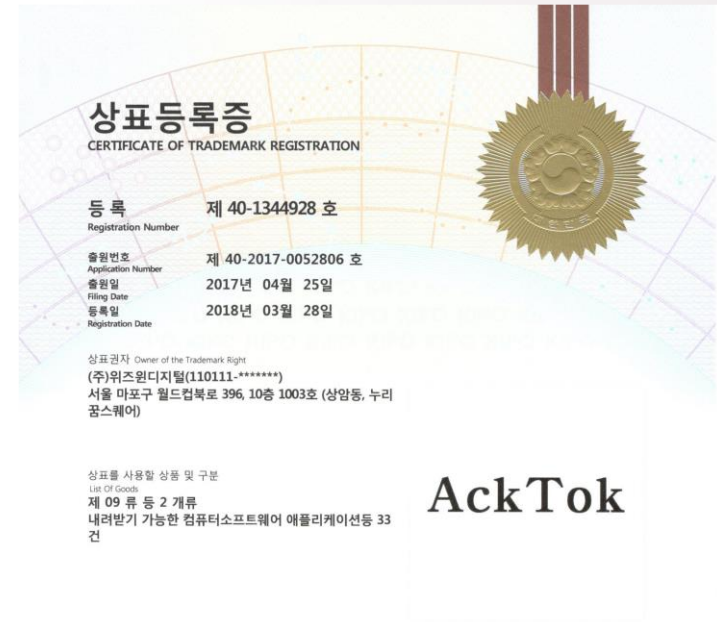 상표등록증
CERTIFICATE OF TRADEMARK REGISTRATION
등 록 제 40-1344928 호
Registration Number
출원번호 제 40-2017-0052806 호
Application Number
출원일 2017년 04월 25일
Filing Date
등록일 2018년 03월 28일
Registration Date
상표권자 Owner of the Trademark Right
(주)위즈윈디지털(110111-*******)
서울 마포구 월드컵북로 396, 10층 1003호 (상암동, 누리
꿈스퀘어)
상표를 사용할 상품 및 구분
List Of Goods
제 09 류 등 2 개류
내려받기 가능한 컴퓨터소프트웨어 애플리케이션등 33
건
AckTok
대한민국